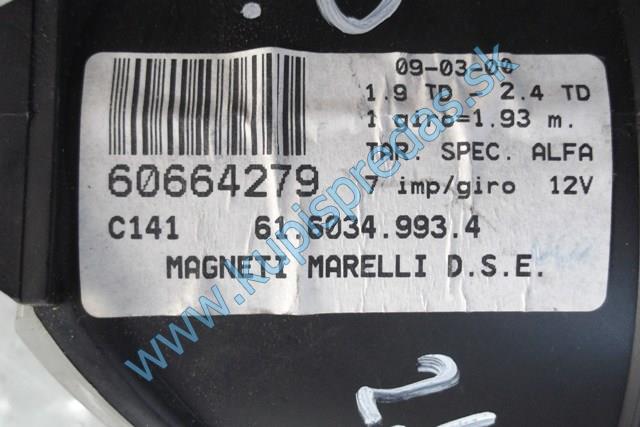 09-03-00
1.9 TD - 2.4 TD
1 giro=1.93 m.
TAR. SPEC. ALFA
60664279 7 imp/giro 12V
C141 61.6034.993.4
MAGNETI MARELLI D.S.E.
www.kupispredas.sk